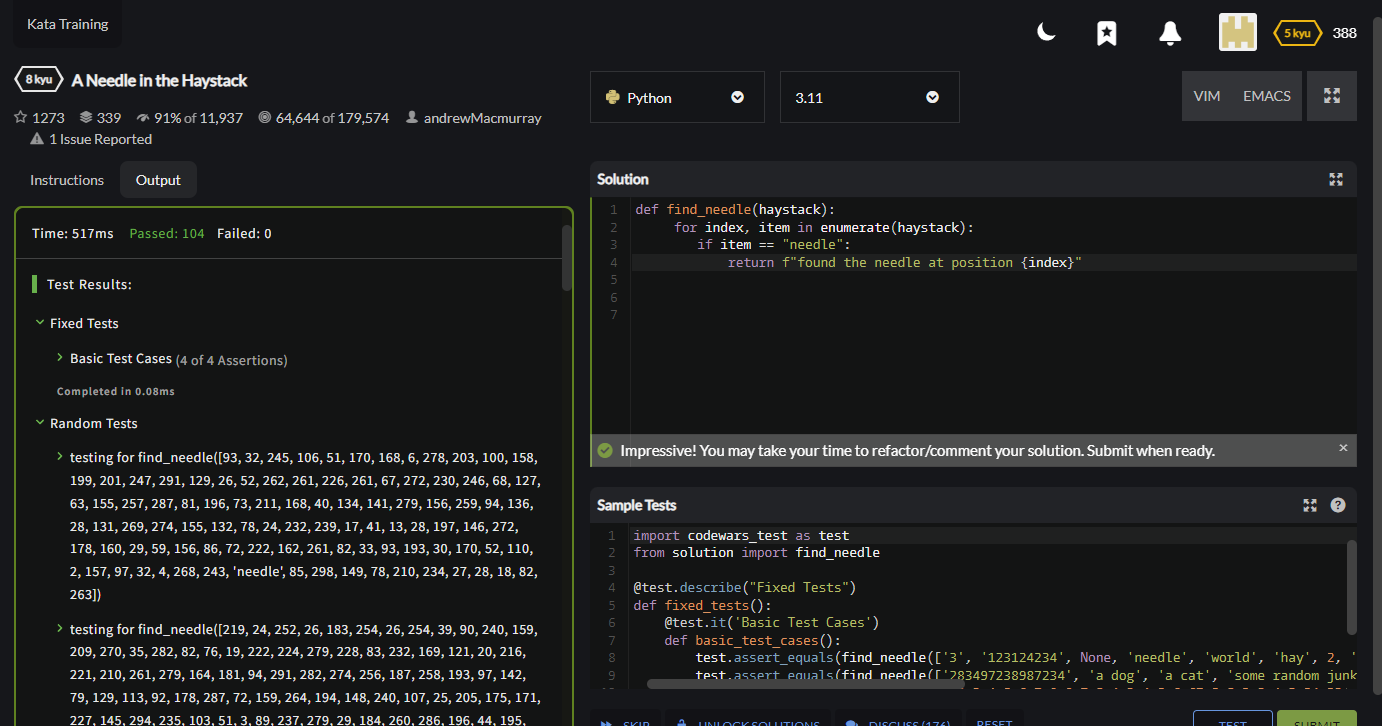 Kata Training
5 kyu 388
8 kyu A Needle in the Haystack
1273 339 91% of 11,937 64,644 of 179,574 andrewMacmurray
1 Issue Reported
Python
3.11
VIM EMACS
Instructions Output
Time: 517ms Passed: 104 Failed: 0
Test Results:
Fixed Tests
Basic Test Cases (4 of 4 Assertions)
Completed in 0.08ms
Random Tests
testing for find_needle([93, 32, 245, 106, 51, 170, 168, 6, 278, 203, 100, 158,
199, 201, 247, 291, 129, 26, 52, 262, 261, 226, 261, 67, 272, 230, 246, 68, 127,
63, 155, 257, 287, 81, 196, 73, 211, 168, 40, 134, 141, 279, 156, 259, 94, 136,
28, 131, 269, 274, 155, 132, 78, 24, 232, 239, 17, 41, 13, 28, 197, 146, 272,
178, 160, 29, 59, 156, 86, 72, 222, 162, 261, 82, 33, 93, 193, 30, 170, 52, 110,
2, 157, 97, 32, 4, 268, 243, 'needle', 85, 298, 149, 78, 210, 234, 27, 28, 18, 82,
263])
testing for find_needle([219, 24, 252, 26, 183, 254, 26, 254, 39, 90, 240, 159,
209, 270, 35, 282, 82, 76, 19, 222, 224, 279, 228, 83, 232, 169, 121, 20, 216,
221, 210, 261, 279, 164, 181, 94, 291, 282, 274, 256, 187, 258, 193, 97, 142,
79, 129, 113, 92, 178, 287, 72, 159, 264, 194, 148, 240, 107, 25, 205, 175, 171,
227, 145, 294, 235, 103, 51, 3, 89, 237, 279, 29, 184, 260, 286, 196, 44, 195,
Solution
1 def find_needle(haystack):
2 for index, item in enumerate(haystack):
3 if item == "needle":
4 return f"found the needle at position {index}"
5
6
7
Impressive! You may take your time to refactor/comment your solution. Submit when ready.
Sample Tests
1 import codewars_test as test
2 from solution import find_needle
3
4 @test.describe("Fixed Tests")
5 def fixed_tests():
6 @test.it('Basic Test Cases')
7 def basic_test_cases():
8 test.assert_equals(find_needle(['3', '123124234', None, 'needle', 'world', 'hay', 2, '
9 test.assert_equals(find_needle(['283497238987234', 'a dog', 'a cat', 'some random junk
SKIP UNLOCK SOLUTIONS DISCUSS (176) RESET TEST SUBMIT